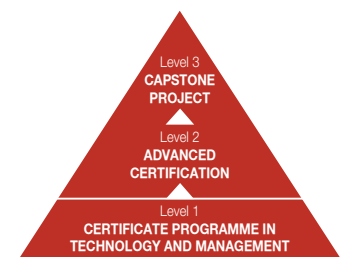 Level 3
CAPSTONE
PROJECT
Level 2
ADVANCED
CERTIFICATION
Level 1
CERTIFICATE PROGRAMME IN
TECHNOLOGY AND MANAGEMENT